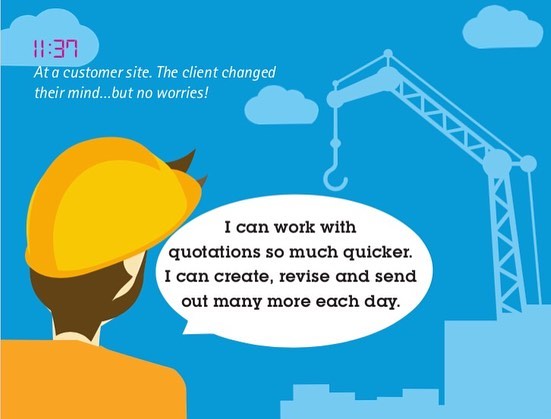 11:37
At a customer site. The client changed
their mind...but no worries!
I can work with
quotations so much quicker.
I can create, revise and send
out many more each day.